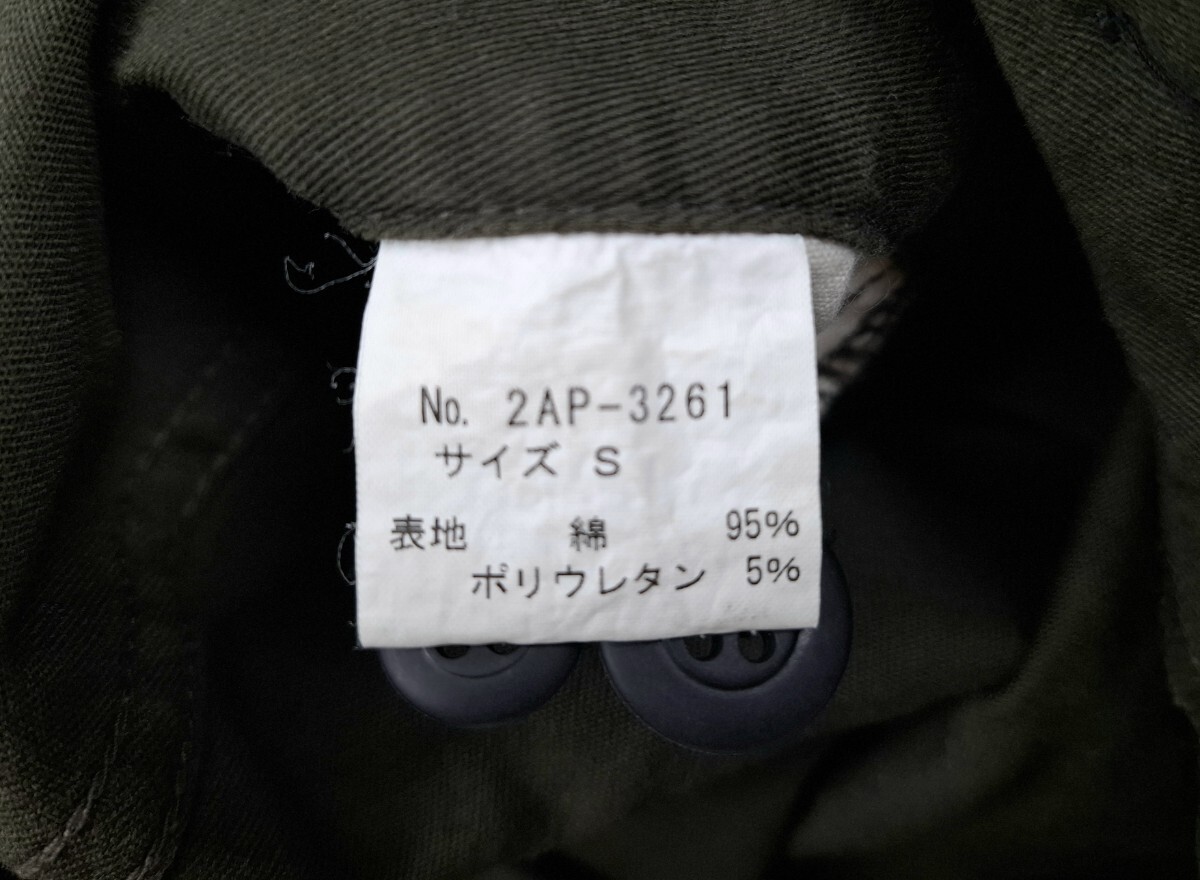 No. 2AP-3261
サイズ S
表地 綿 95%
ポリウレタン 5%